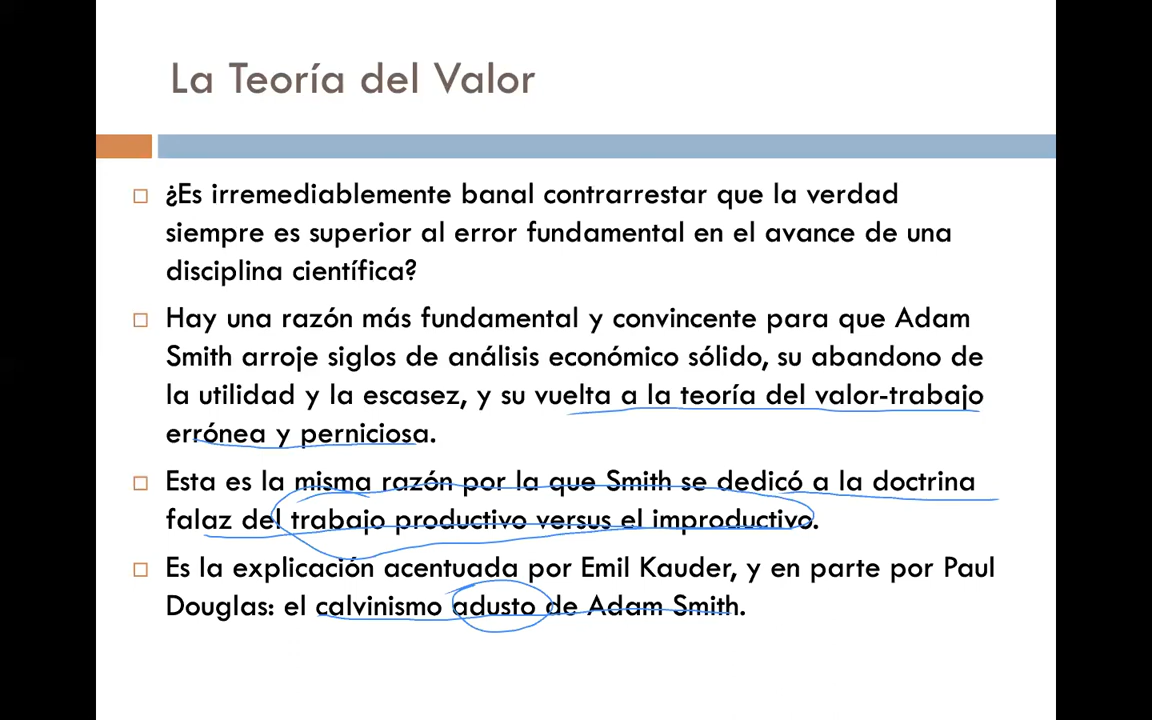 La Teoría del Valor
¿Es irremediablemente banal contrarrestar que la verdad
siempre es superior al error fundamental en el avance de una
disciplina científica?
Hay una razón más fundamental y convincente para que Adam
Smith arroje siglos de análisis económico sólido, su abandono de
la utilidad y la escasez, y su vuelta a la teoría del valor-trabajo
errónea y perniciosa.
Esta es la misma razón por la que Smith se dedicó a la doctrina
falaz del trabajo productivo versus el improductivo.
Es la explicación acentuada por Emil Kauder, y en parte por Paul
Douglas: el calvinismo adusto de Adam Smith.